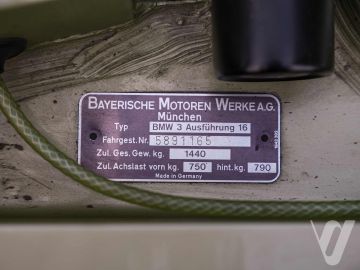 BAYERISCHE MOTOREN WERKE A.G.
München
Typ BMW 3 Ausführung 16
Fahrgest.Nr. 5891165
Zul. Ges. Gew. kg. 1440
Zul. Achslast vorn kg. 750 hint. kg. 790
Made in Germany